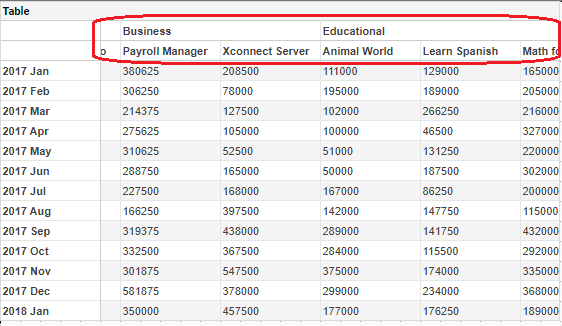 Table
Business Educational
o Payroll Manager Xconnect Server Animal World Learn Spanish Math fo
2017 Jan 380625 208500 111000 129000 165000
2017 Feb 306250 78000 195000 189000 205000
2017 Mar 214375 127500 102000 266250 216000
2017 Apr 275625 105000 100000 46500 327000
2017 May 310625 52500 51000 131250 220000
2017 Jun 288750 165000 50000 187500 302000
2017 Jul 227500 168000 167000 86250 200000
2017 Aug 166250 397500 142000 147750 115000
2017 Sep 319375 438000 289000 141750 432000
2017 Oct 332500 367500 284000 115500 292000
2017 Nov 301875 547500 375000 174000 335000
2017 Dec 581875 378000 299000 234000 368000
2018 Jan 350000 457500 177000 176250 189000